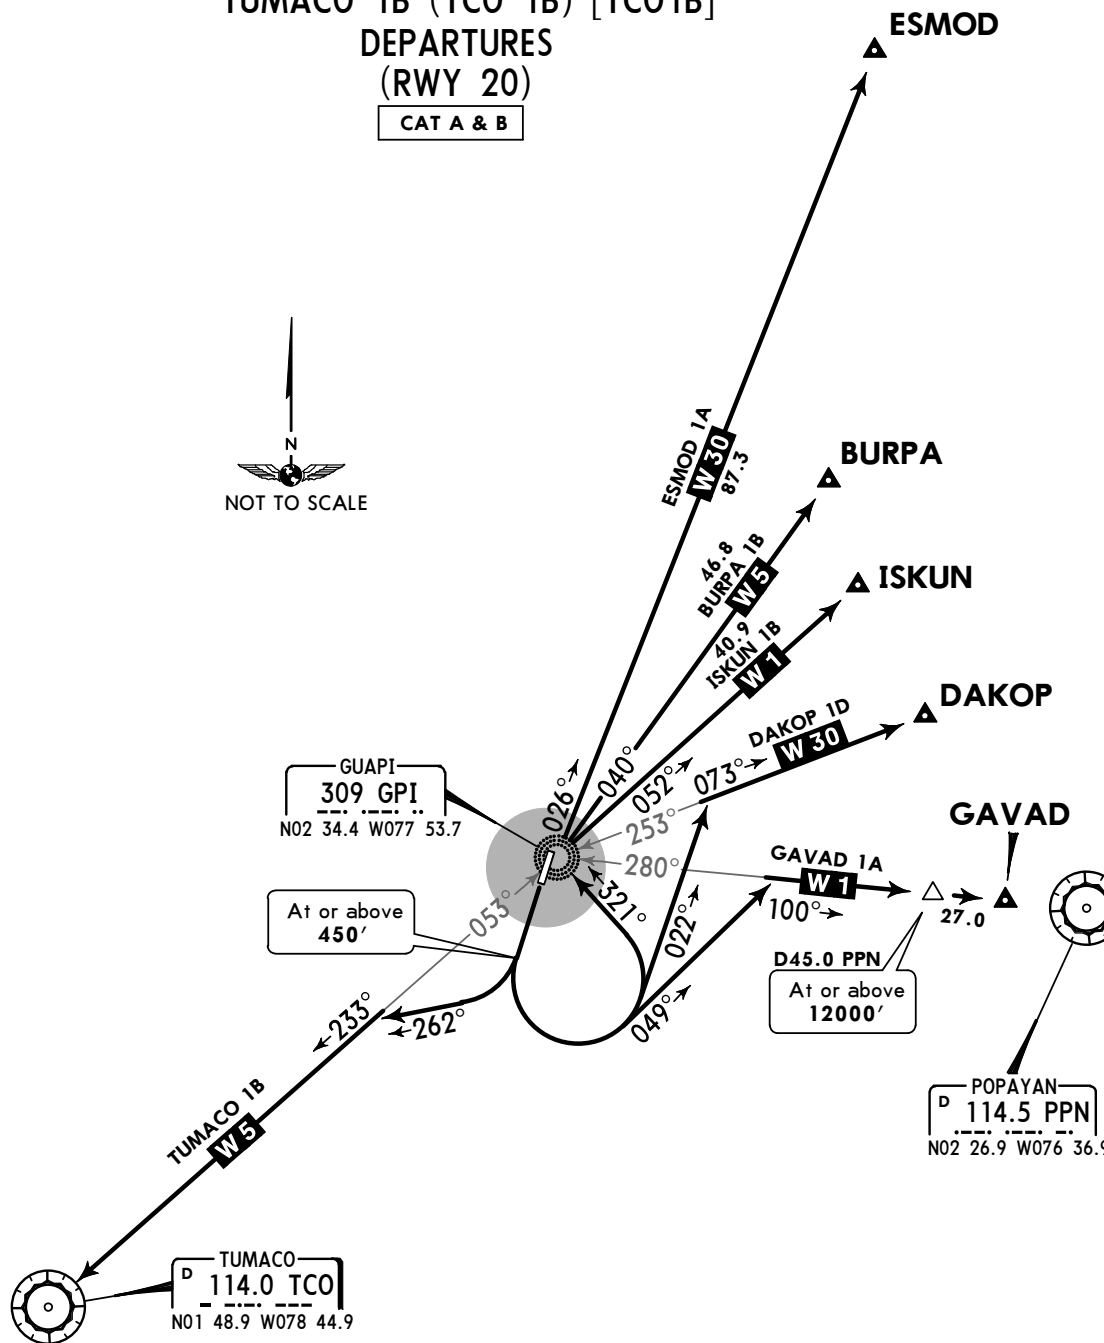 TUMACO 1B (TCO 1B) [TCO1B]
DEPARTURES
(RWY 20)
CAT A & B
ESMOD
N
NOT TO SCALE
ESMOD 1A
W 30
87.3
BURPA
46.8
BURPA 1B
W 5
ISKUN
40.9
ISKUN 1B
W 1
DAKOP
DAKOP 1D
W 30
GUAPI
309 GPI
N02 34.4 W077 53.7
026°
040°
052°
073°
253°
280°
GAVAD
GAVAD 1A
W 1
100°
27.0
D45.0 PPN
At or above
12000'
At or above
450'
053°
321°
022°
049°
233°
262°
TUMACO 1B
W 5
POPAYAN
D 114.5 PPN
N02 26.9 W076 36.9
TUMACO
D 114.0 TCO
N01 48.9 W078 44.9